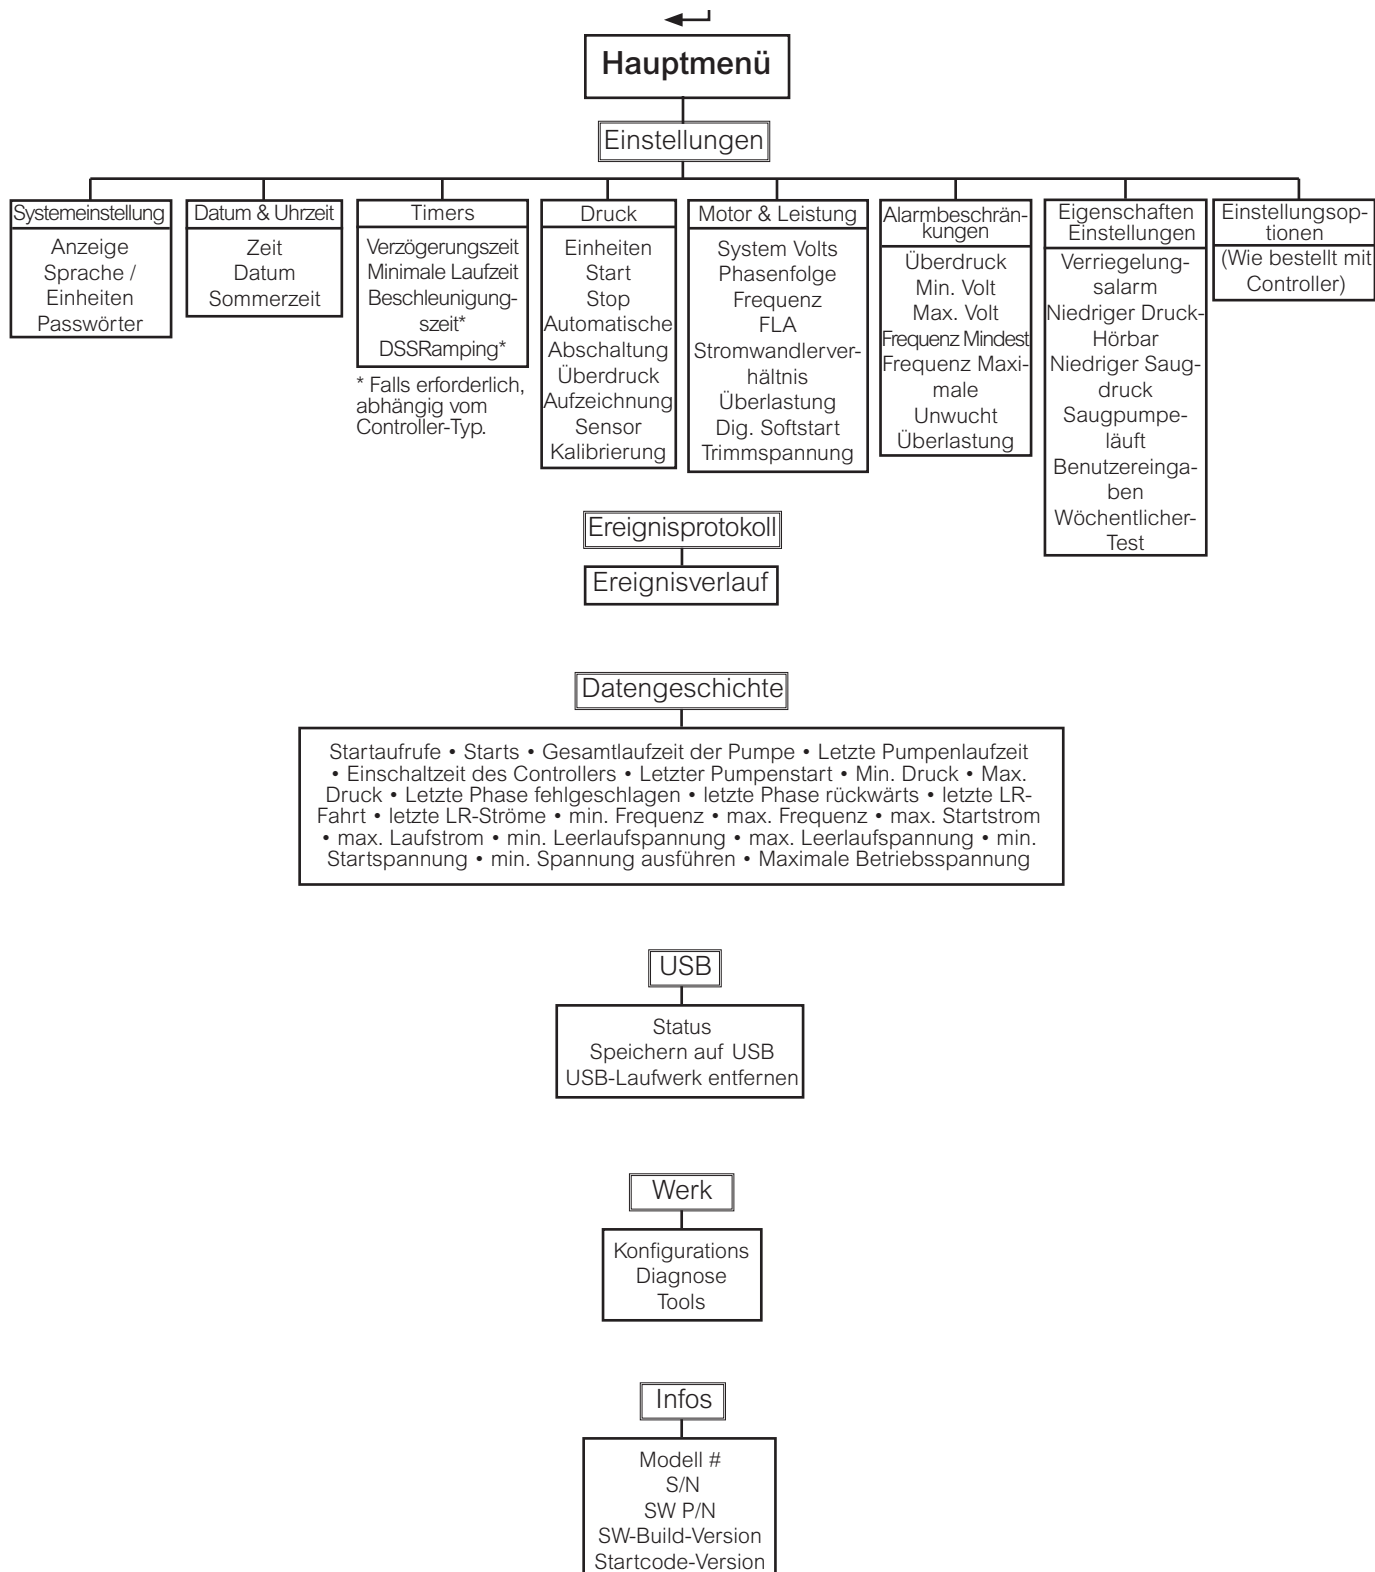 Hauptmenü
Einstellungen
Systemeinstellung
Anzeige
Sprache /
Einheiten
Passwörter
Datum & Uhrzeit
Zeit
Datum
Sommerzeit
Timers
Verzögerungszeit
Minimale Laufzeit
Beschleunigung-
szeit*
DSSRamping*
* Falls erforderlich,
abhängig vom
Controller-Typ.
Druck
Einheiten
Start
Stop
Automatische
Abschaltung
Überdruck
Aufzeichnung
Sensor
Kalibrierung
Motor & Leistung
System Volts
Phasenfolge
Frequenz
FLA
Stromwandlerver-
hältnis
Überlastung
Dig. Softstart
Trimmspannung
Alarmbeschrän-
kungen
Überdruck
Min. Volt
Max. Volt
Frequenz Mindest
Frequenz Maxi-
male
Unwucht
Überlastung
Eigenschaften
Einstellungen
Verriegelung-
salarm
Niedriger Druck-
Hörbar
Niedriger Saug-
druck
Saugpumpe-
läuft
Benutzereinga-
ben
Wöchentlicher-
Test
Einstellungsop-
tionen
(Wie bestellt mit
Controller)
Ereignisprotokoll
Ereignisverlauf
Datengeschichte
Startaufrufe • Starts • Gesamtlaufzeit der Pumpe • Letzte Pumpenlaufzeit
• Einschaltzeit des Controllers • Letzter Pumpenstart • Min. Druck • Max.
Druck • Letzte Phase fehlgeschlagen • letzte Phase rückwärts • letzte LR-
Fahrt • letzte LR-Ströme • min. Frequenz • max. Frequenz • max. Startstrom
• max. Laufstrom • min. Leerlaufspannung • max. Leerlaufspannung • min.
Startspannung • min. Spannung ausführen • Maximale Betriebsspannung
USB
Status
Speichern auf USB
USB-Laufwerk entfernen
Werk
Konfigurations
Diagnose
Tools
Infos
Modell #
S/N
SW P/N
SW-Build-Version
Startcode-Version